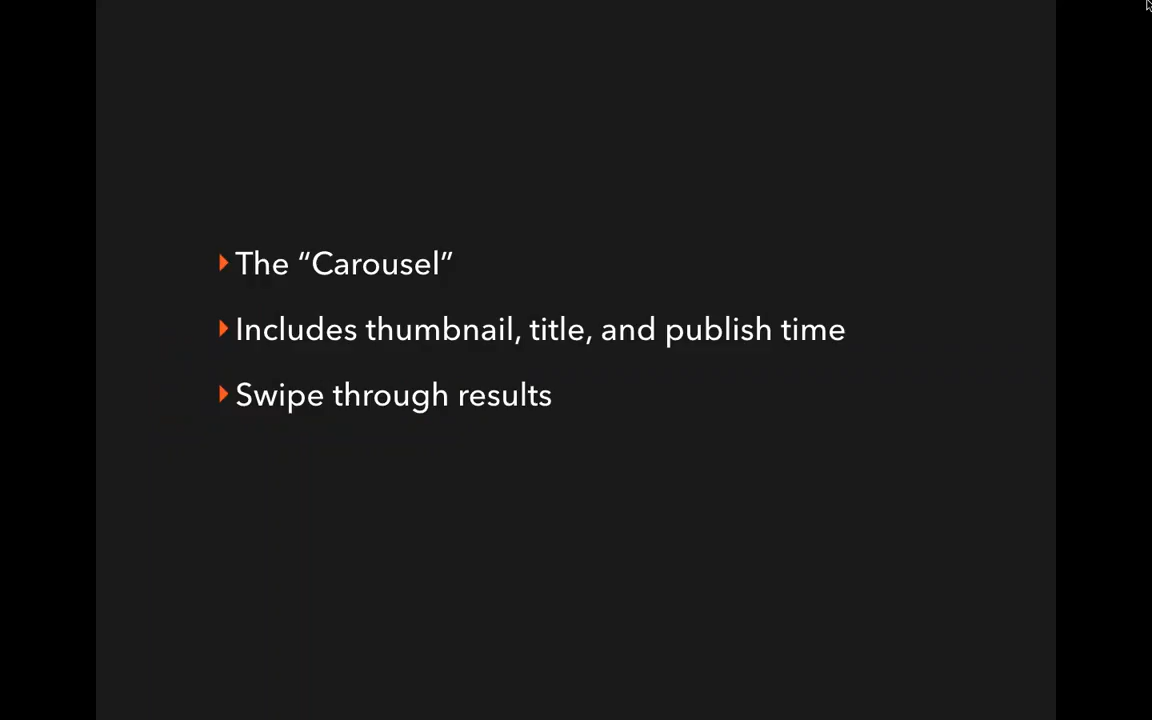 The “Carousel”
Includes thumbnail, title, and publish time
Swipe through results